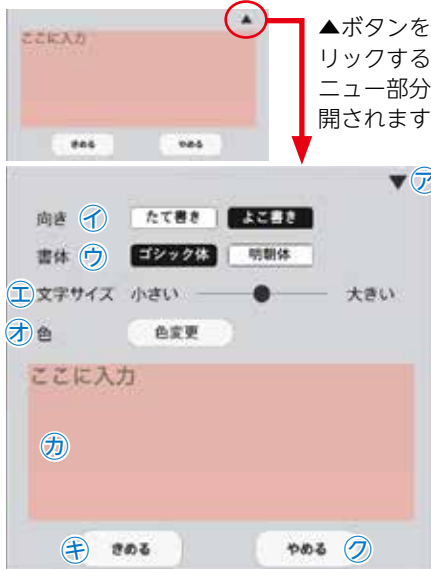 ▲
▲ボタンを
リックする
ニュー部分
開されます
ここに入力
きめる やめる
▼ ㋐
向き ㋑ たて書き よこ書き
書体 ㋒ ゴシック体 明朝体
㋓ 文字サイズ 小さい 大きい
㋔ 色 色変更
ここに入力
㋕
㋖ きめる やめる ㋗